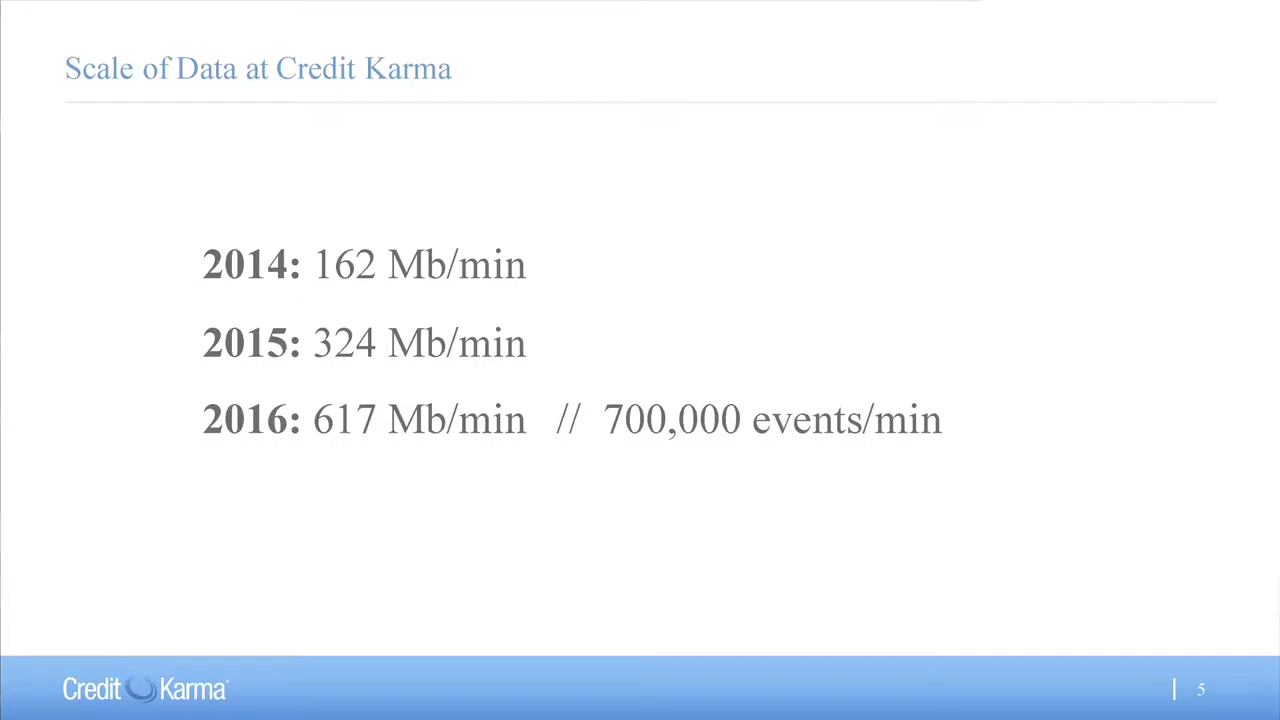 Scale of Data at Credit Karma
2014: 162 Mb/min
2015: 324 Mb/min
2016: 617 Mb/min // 700,000 events/min
Credit Karma
5